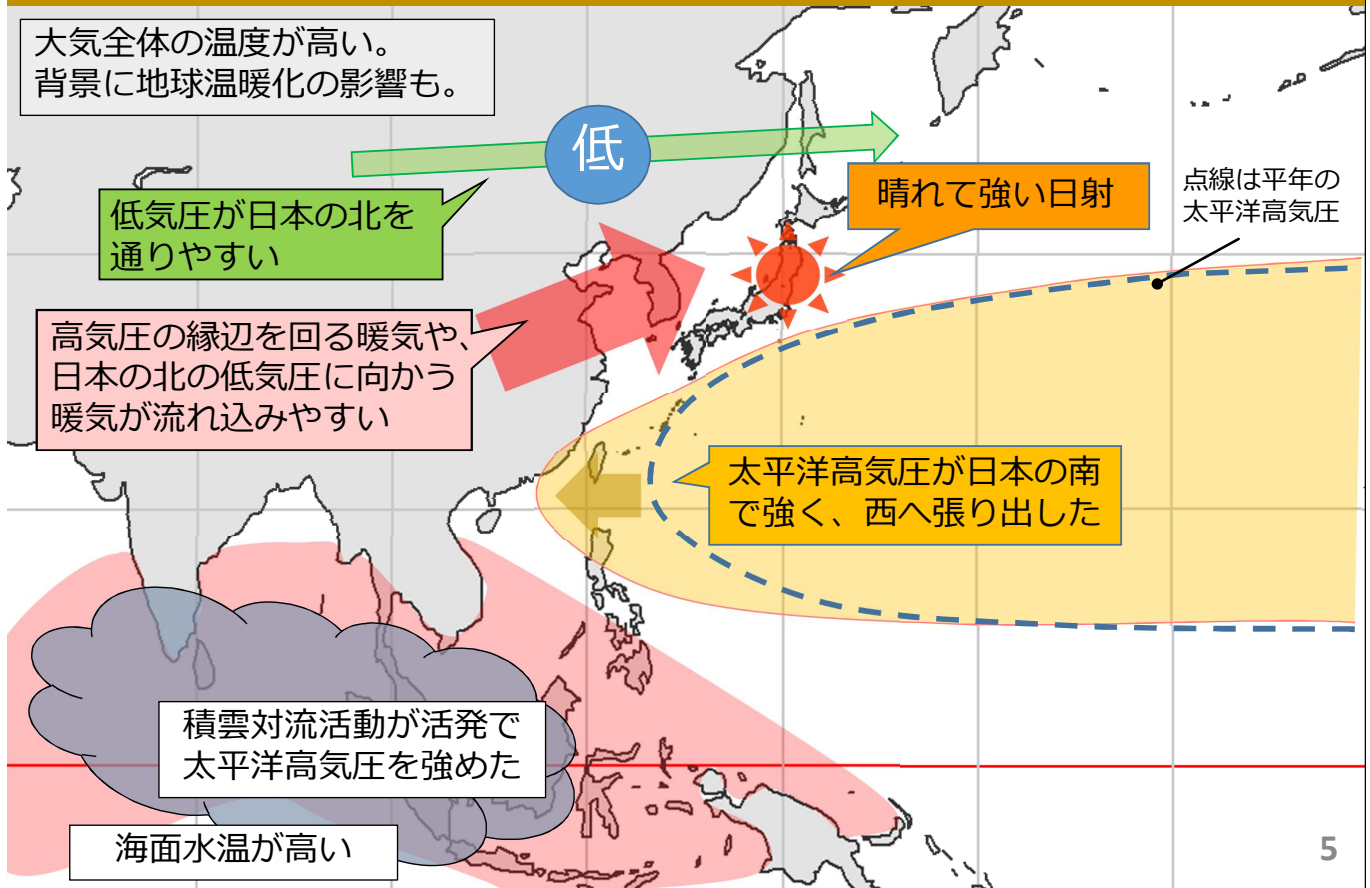 大気全体の温度が高い。
背景に地球温暖化の影響も。
低
低気圧が日本の北を
通りやすい
晴れて強い日射
点線は平年の
太平洋高気圧
高気圧の縁辺を回る暖気や、
日本の北の低気圧に向かう
暖気が流れ込みやすい
太平洋高気圧が日本の南
で強く、西へ張り出した
積雲対流活動が活発で
太平洋高気圧を強めた
海面水温が高い
5